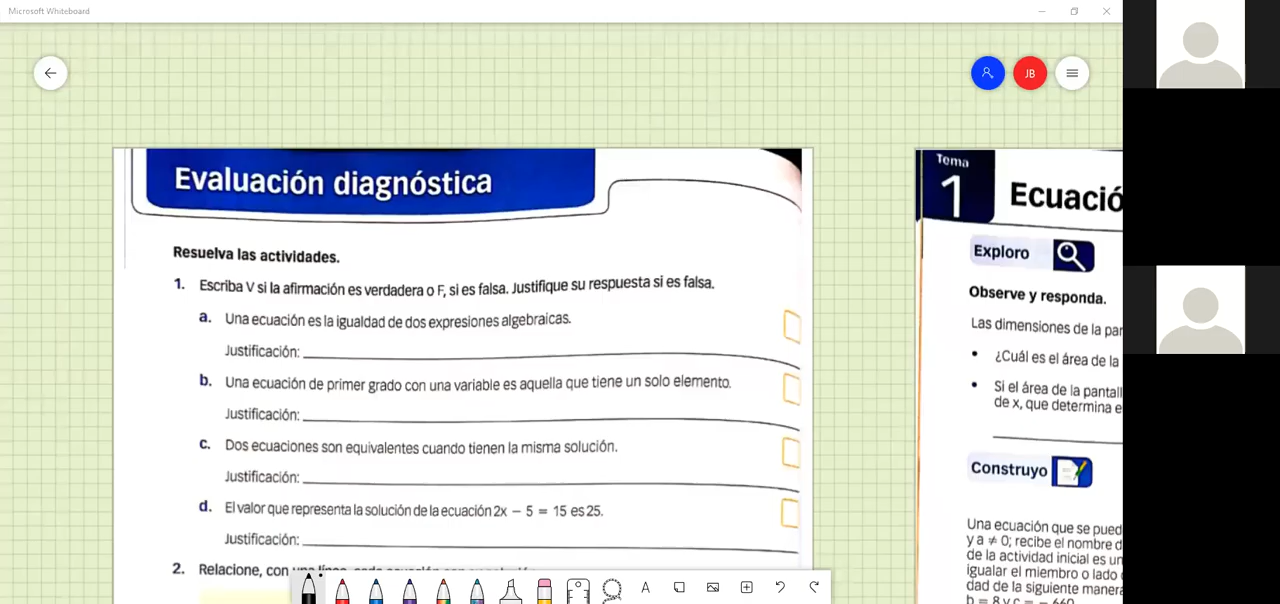 Microsoft Whiteboard
JB
Evaluación diagnóstica
Resuelva las actividades.
1. Escriba V si la afirmación es verdadera o F, si es falsa. Justifique su respuesta si es falsa.
a. Una ecuación es la igualdad de dos expresiones algebraicas.
Justificación:
b. Una ecuación de primer grado con una variable es aquella que tiene un solo elemento.
Justificación:
c. Dos ecuaciones son equivalentes cuando tienen la misma solución.
Justificación:
d. El valor que representa la solución de la ecuación 2x − 5 = 15 es 25.
Justificación:
2. Relacione, con
Tema
1
Ecuació
Exploro
Observe y responda.
Las dimensiones de la par
• ¿Cuál es el área de la
• Si el área de la pantall
de x, que determina e
Construyo
Una ecuación que se pued
y a ≠ 0; recibe el nombre d
de la actividad inicial es un
igualar el miembro o lado
dad de la siguiente manera
b = 8 y c = − 660
A